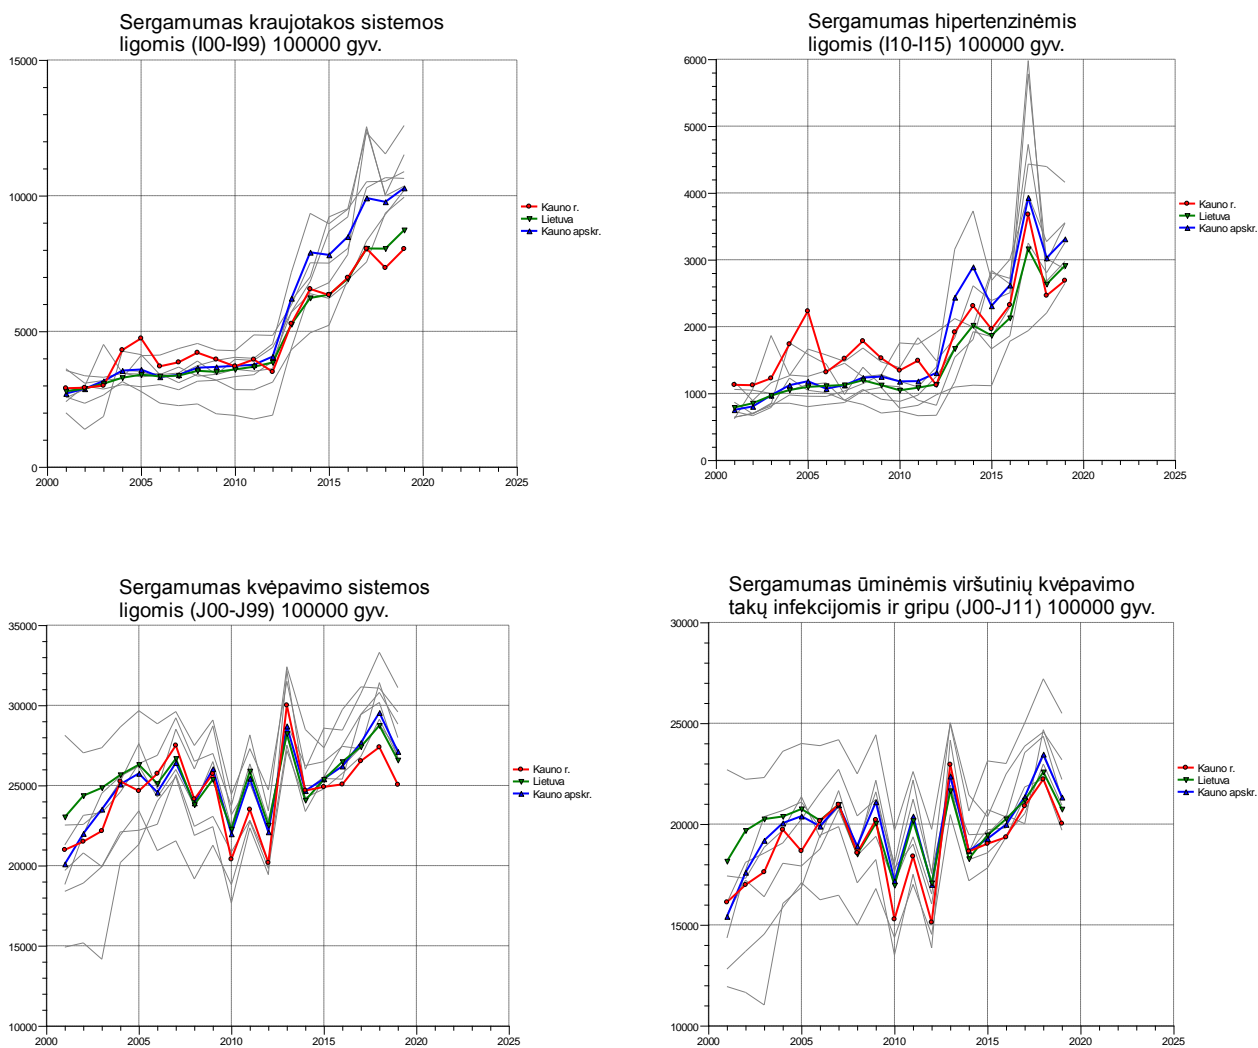 Sergamumas kraujotakos sistemos
ligomis (I00-I99) 100000 gyv.
15000
10000
5000
0
2000 2005 2010 2015 2020 2025
Kauno r.
Lietuva
Kauno apskr.
Sergamumas hipertenzinėmis
ligomis (I10-I15) 100000 gyv.
6000
5000
4000
3000
2000
1000
0
2000 2005 2010 2015 2020 2025
Kauno r.
Lietuva
Kauno apskr.
Sergamumas kvėpavimo sistemos
ligomis (J00-J99) 100000 gyv.
35000
30000
25000
20000
15000
10000
2000 2005 2010 2015 2020 2025
Kauno r.
Lietuva
Kauno apskr.
Sergamumas ūminėmis viršutinių kvėpavimo
takų infekcijomis ir gripu (J00-J11) 100000 gyv.
30000
25000
20000
15000
10000
2000 2005 2010 2015 2020 2025
Kauno r.
Lietuva
Kauno apskr.